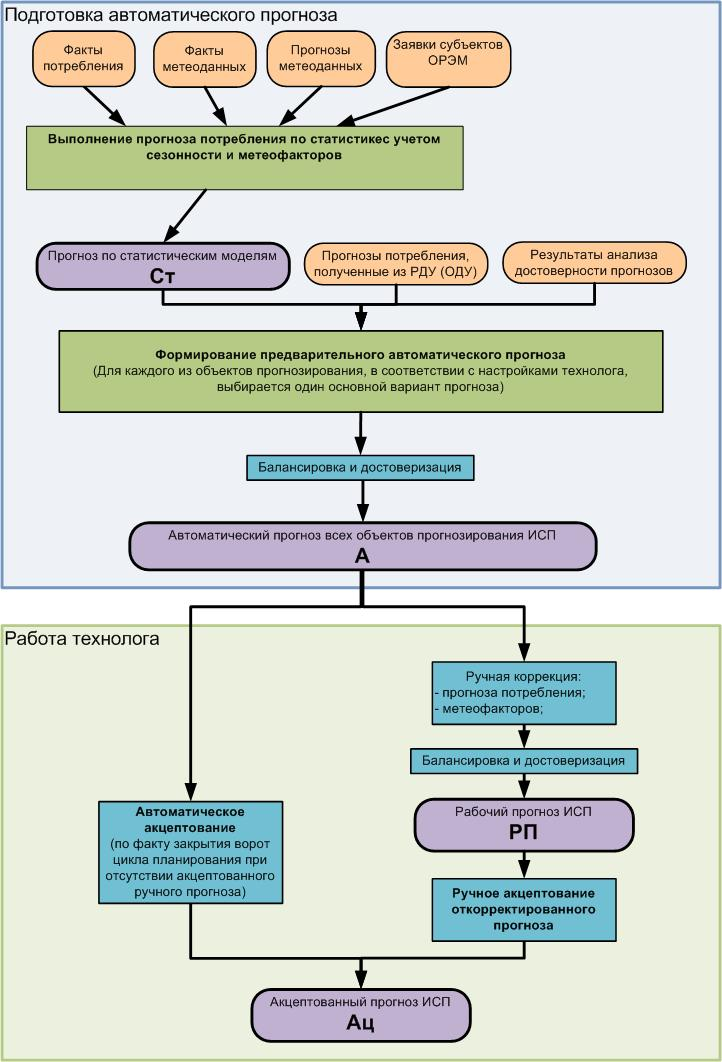 Подготовка автоматического прогноза
Факты
потребления
Факты
метеоданных
Прогнозы
метеоданных
Заявки субъектов
ОРЭМ
Выполнение прогноза потребления по статистикес учетом
сезонности и метеофакторов
Прогноз по статистическим моделям
Ст
Прогнозы потребления,
полученные из РДУ (ОДУ)
Результаты анализа
достоверности прогнозов
Формирование предварительного автоматического прогноза
(Для каждого из объектов прогнозирования, в соответствии с настройками технолога,
выбирается один основной вариант прогноза)
Балансировка и достоверизация
Автоматический прогноз всех объектов прогнозирования ИСП
А
Работа технолога
Ручная коррекция:
- прогноза потребления;
- метеофакторов;
Балансировка и достоверизация
Рабочий прогноз ИСП
РП
Автоматическое
акцептование
(по факту закрытия ворот
цикла планирования при
отсутствии акцептованного
ручного прогноза)
Ручное акцептование
откорректированного
прогноза
Акцептованный прогноз ИСП
Ац